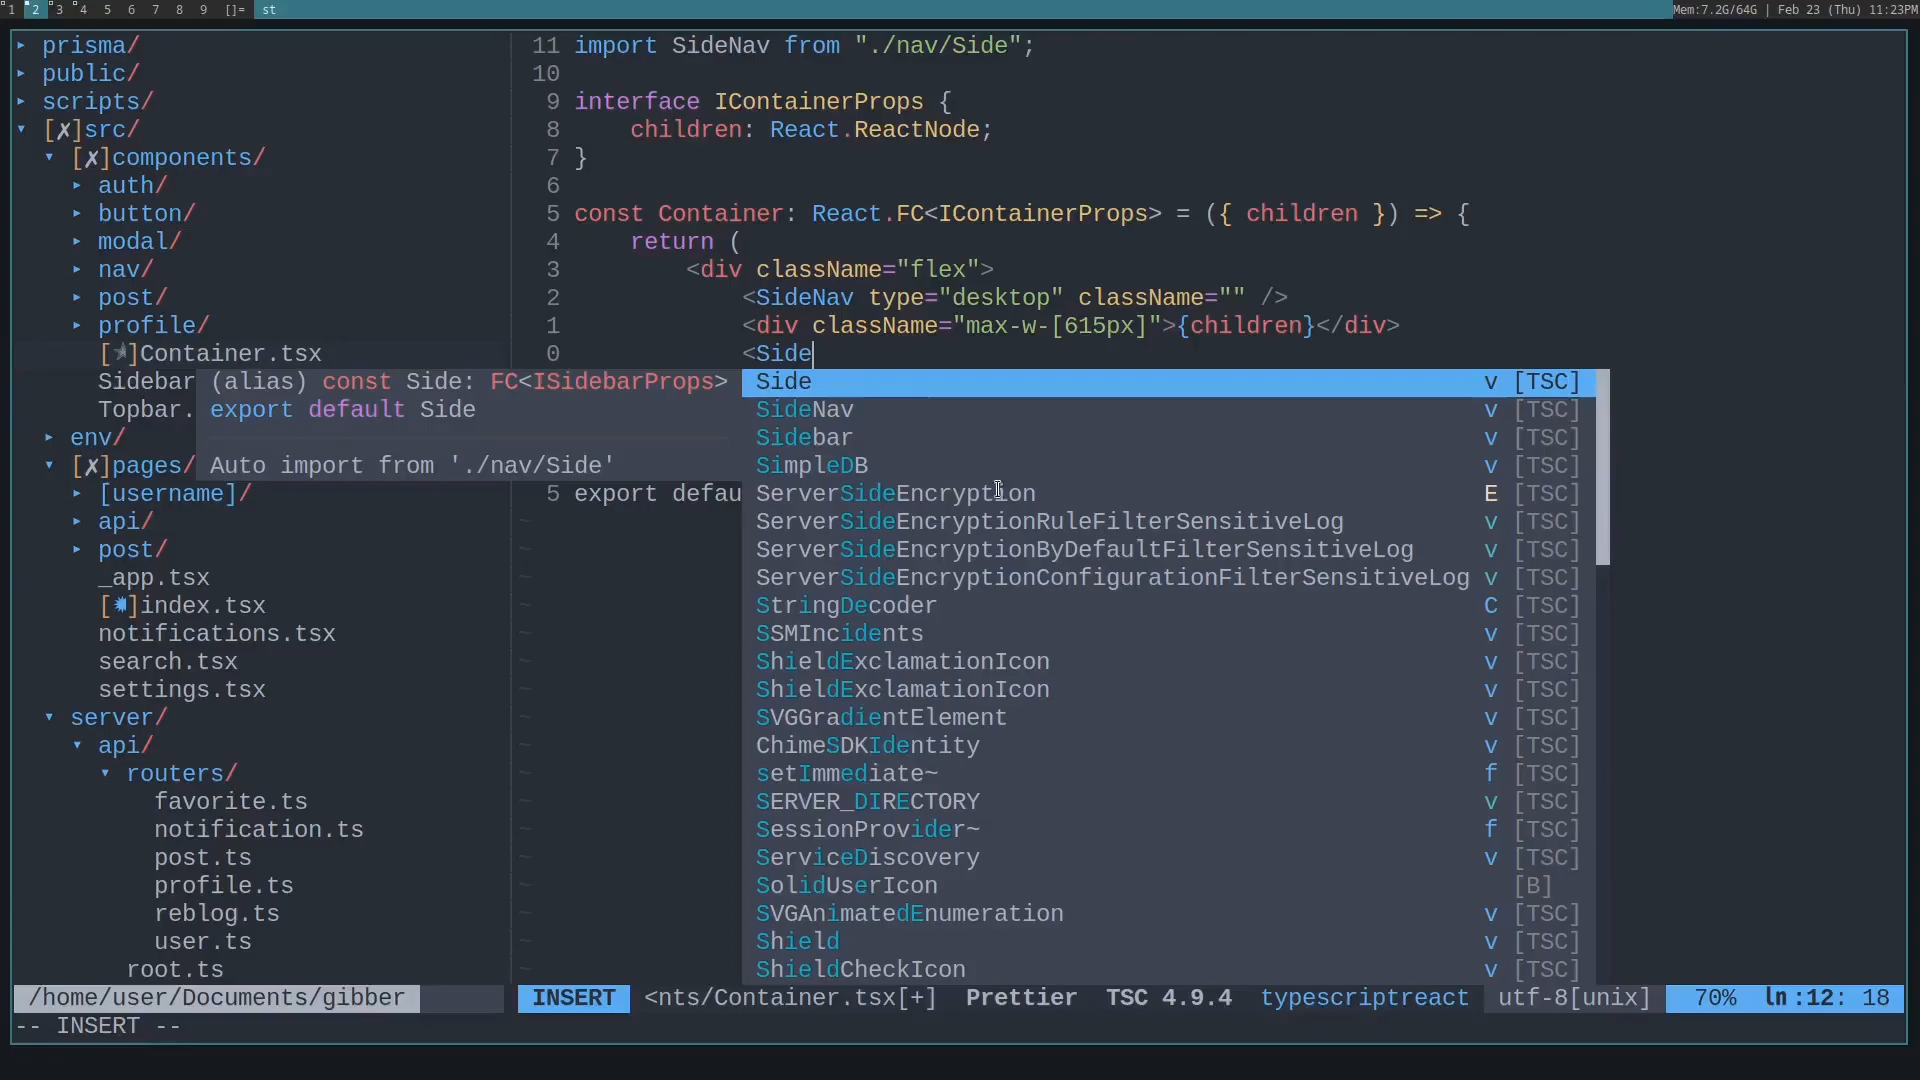 1 2 3 4 5 6 7 8 9 []= st Mem:7.2G/64G | Feb 23 (Thu) 11:23PM
▸ prisma/
▸ public/
▸ scripts/
▾ [✗]src/
▾ [✗]components/
▸ auth/
▸ button/
▸ modal/
▸ nav/
▸ post/
▸ profile/
[★]Container.tsx
Sidebar
Topbar.
▸ env/
▾ [✗]pages/
▸ [username]/
▸ api/
▸ post/
_app.tsx
[✹]index.tsx
notifications.tsx
search.tsx
settings.tsx
▾ server/
▾ api/
▾ routers/
favorite.ts
notification.ts
post.ts
profile.ts
reblog.ts
user.ts
root.ts
11 import SideNav from "./nav/Side";
10
9 interface IContainerProps {
8 children: React.ReactNode;
7 }
6
5 const Container: React.FC<IContainerProps> = ({ children }) => {
4 return (
3 <div className="flex">
2 <SideNav type="desktop" className="" />
1 <div className="max-w-[615px]">{children}</div>
0 <Side
(alias) const Side: FC<ISidebarProps>
export default Side
Auto import from './nav/Side'
5 export defau
Side v [TSC]
SideNav v [TSC]
Sidebar v [TSC]
SimpleDB v [TSC]
ServerSideEncryption E [TSC]
ServerSideEncryptionRuleFilterSensitiveLog v [TSC]
ServerSideEncryptionByDefaultFilterSensitiveLog v [TSC]
ServerSideEncryptionConfigurationFilterSensitiveLog v [TSC]
StringDecoder C [TSC]
SSMIncidents v [TSC]
ShieldExclamationIcon v [TSC]
ShieldExclamationIcon v [TSC]
SVGGradientElement v [TSC]
ChimeSDKIdentity v [TSC]
setImmediate~ f [TSC]
SERVER_DIRECTORY v [TSC]
SessionProvider~ f [TSC]
ServiceDiscovery v [TSC]
SolidUserIcon [B]
SVGAnimatedEnumeration v [TSC]
Shield v [TSC]
ShieldCheckIcon v [TSC]
/home/user/Documents/gibber INSERT <nts/Container.tsx[+] Prettier TSC 4.9.4 typescriptreact utf-8[unix] 70% ln :12: 18
-- INSERT --